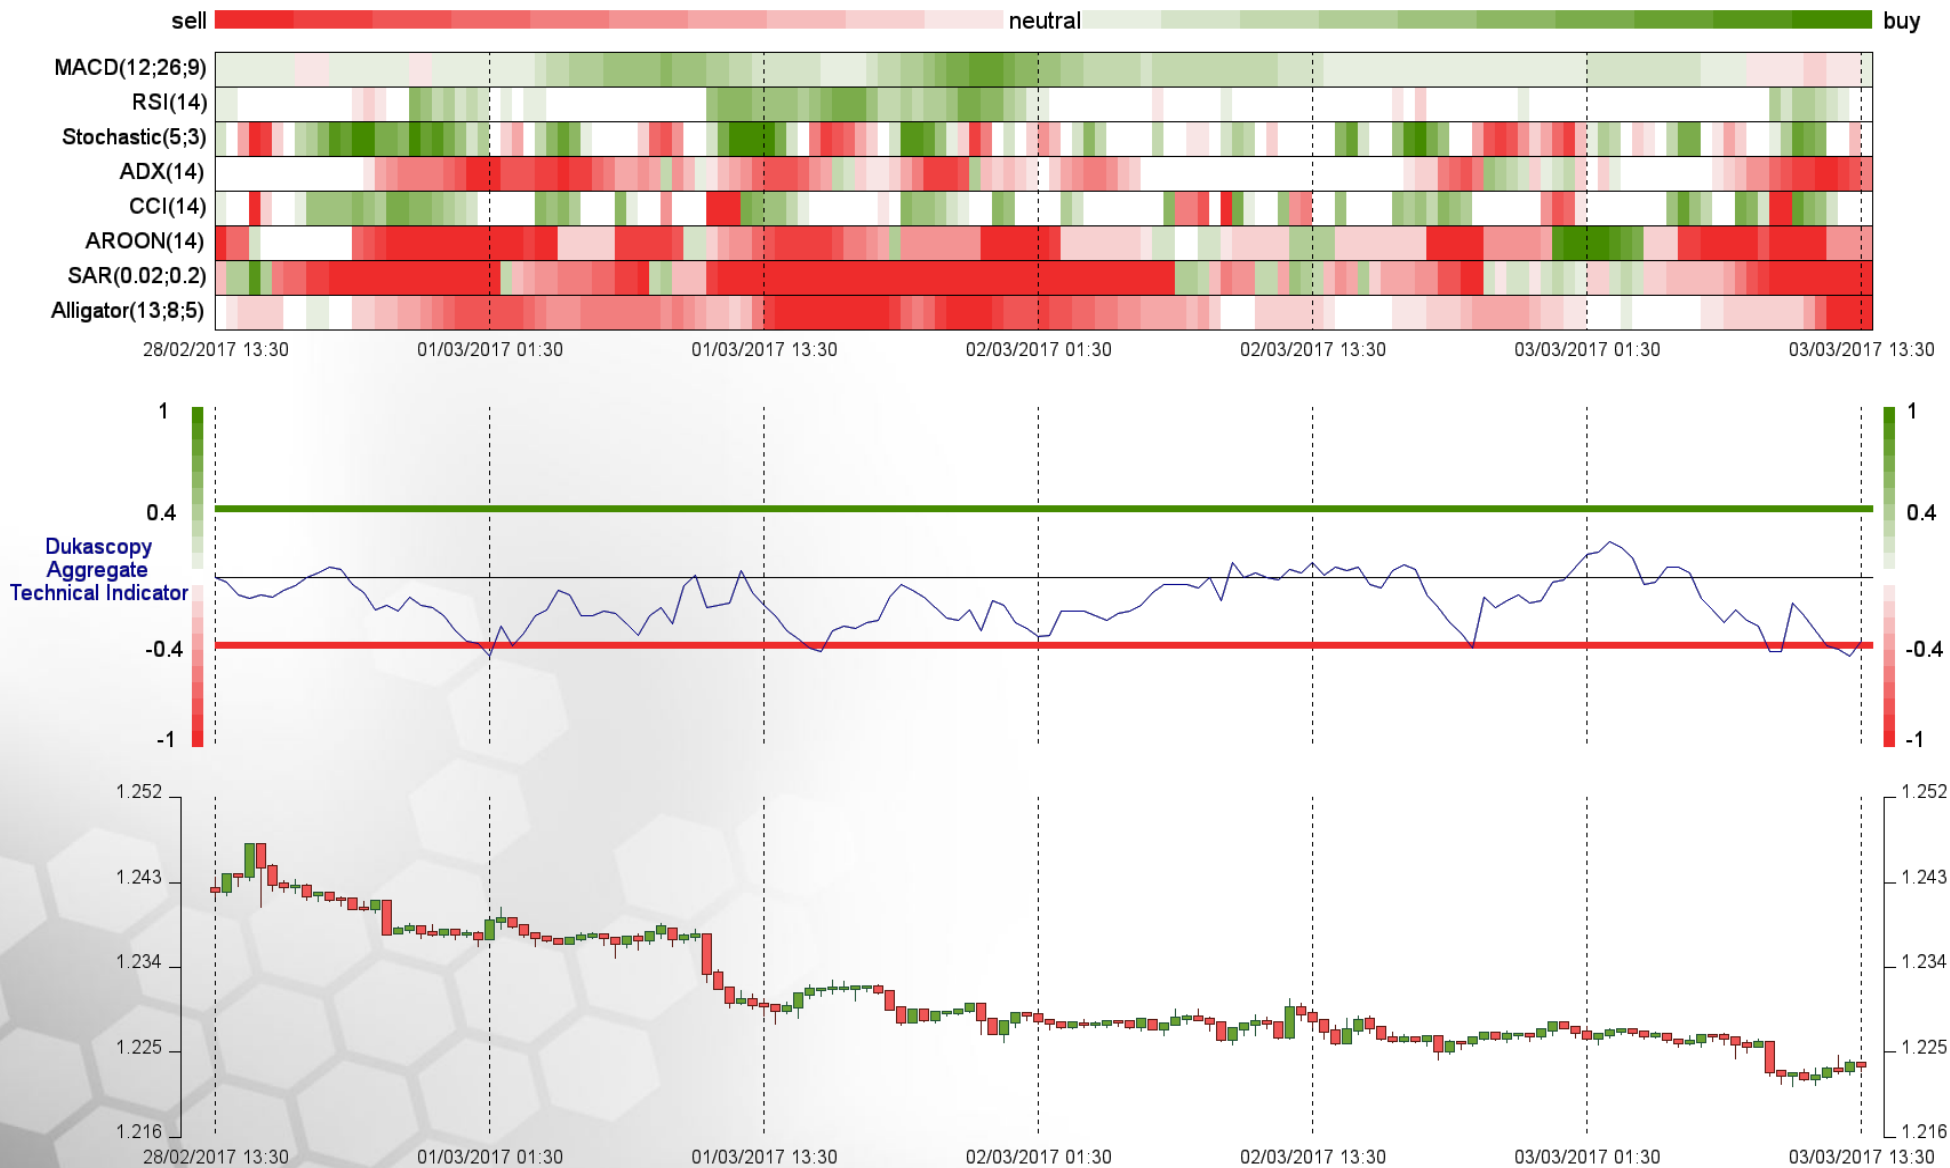 sell neutral buy
MACD(12;26;9)
RSI(14)
Stochastic(5;3)
ADX(14)
CCI(14)
AROON(14)
SAR(0.02;0.2)
Alligator(13;8;5)
28/02/2017 13:30 01/03/2017 01:30 01/03/2017 13:30 02/03/2017 01:30 02/03/2017 13:30 03/03/2017 01:30 03/03/2017 13:30
1 1
0.4 0.4
Dukascopy
Aggregate
Technical Indicator
-0.4 -0.4
-1 -1
1.252 1.252
1.243 1.243
1.234 1.234
1.225 1.225
1.216 1.216
28/02/2017 13:30 01/03/2017 01:30 01/03/2017 13:30 02/03/2017 01:30 02/03/2017 13:30 03/03/2017 01:30 03/03/2017 13:30